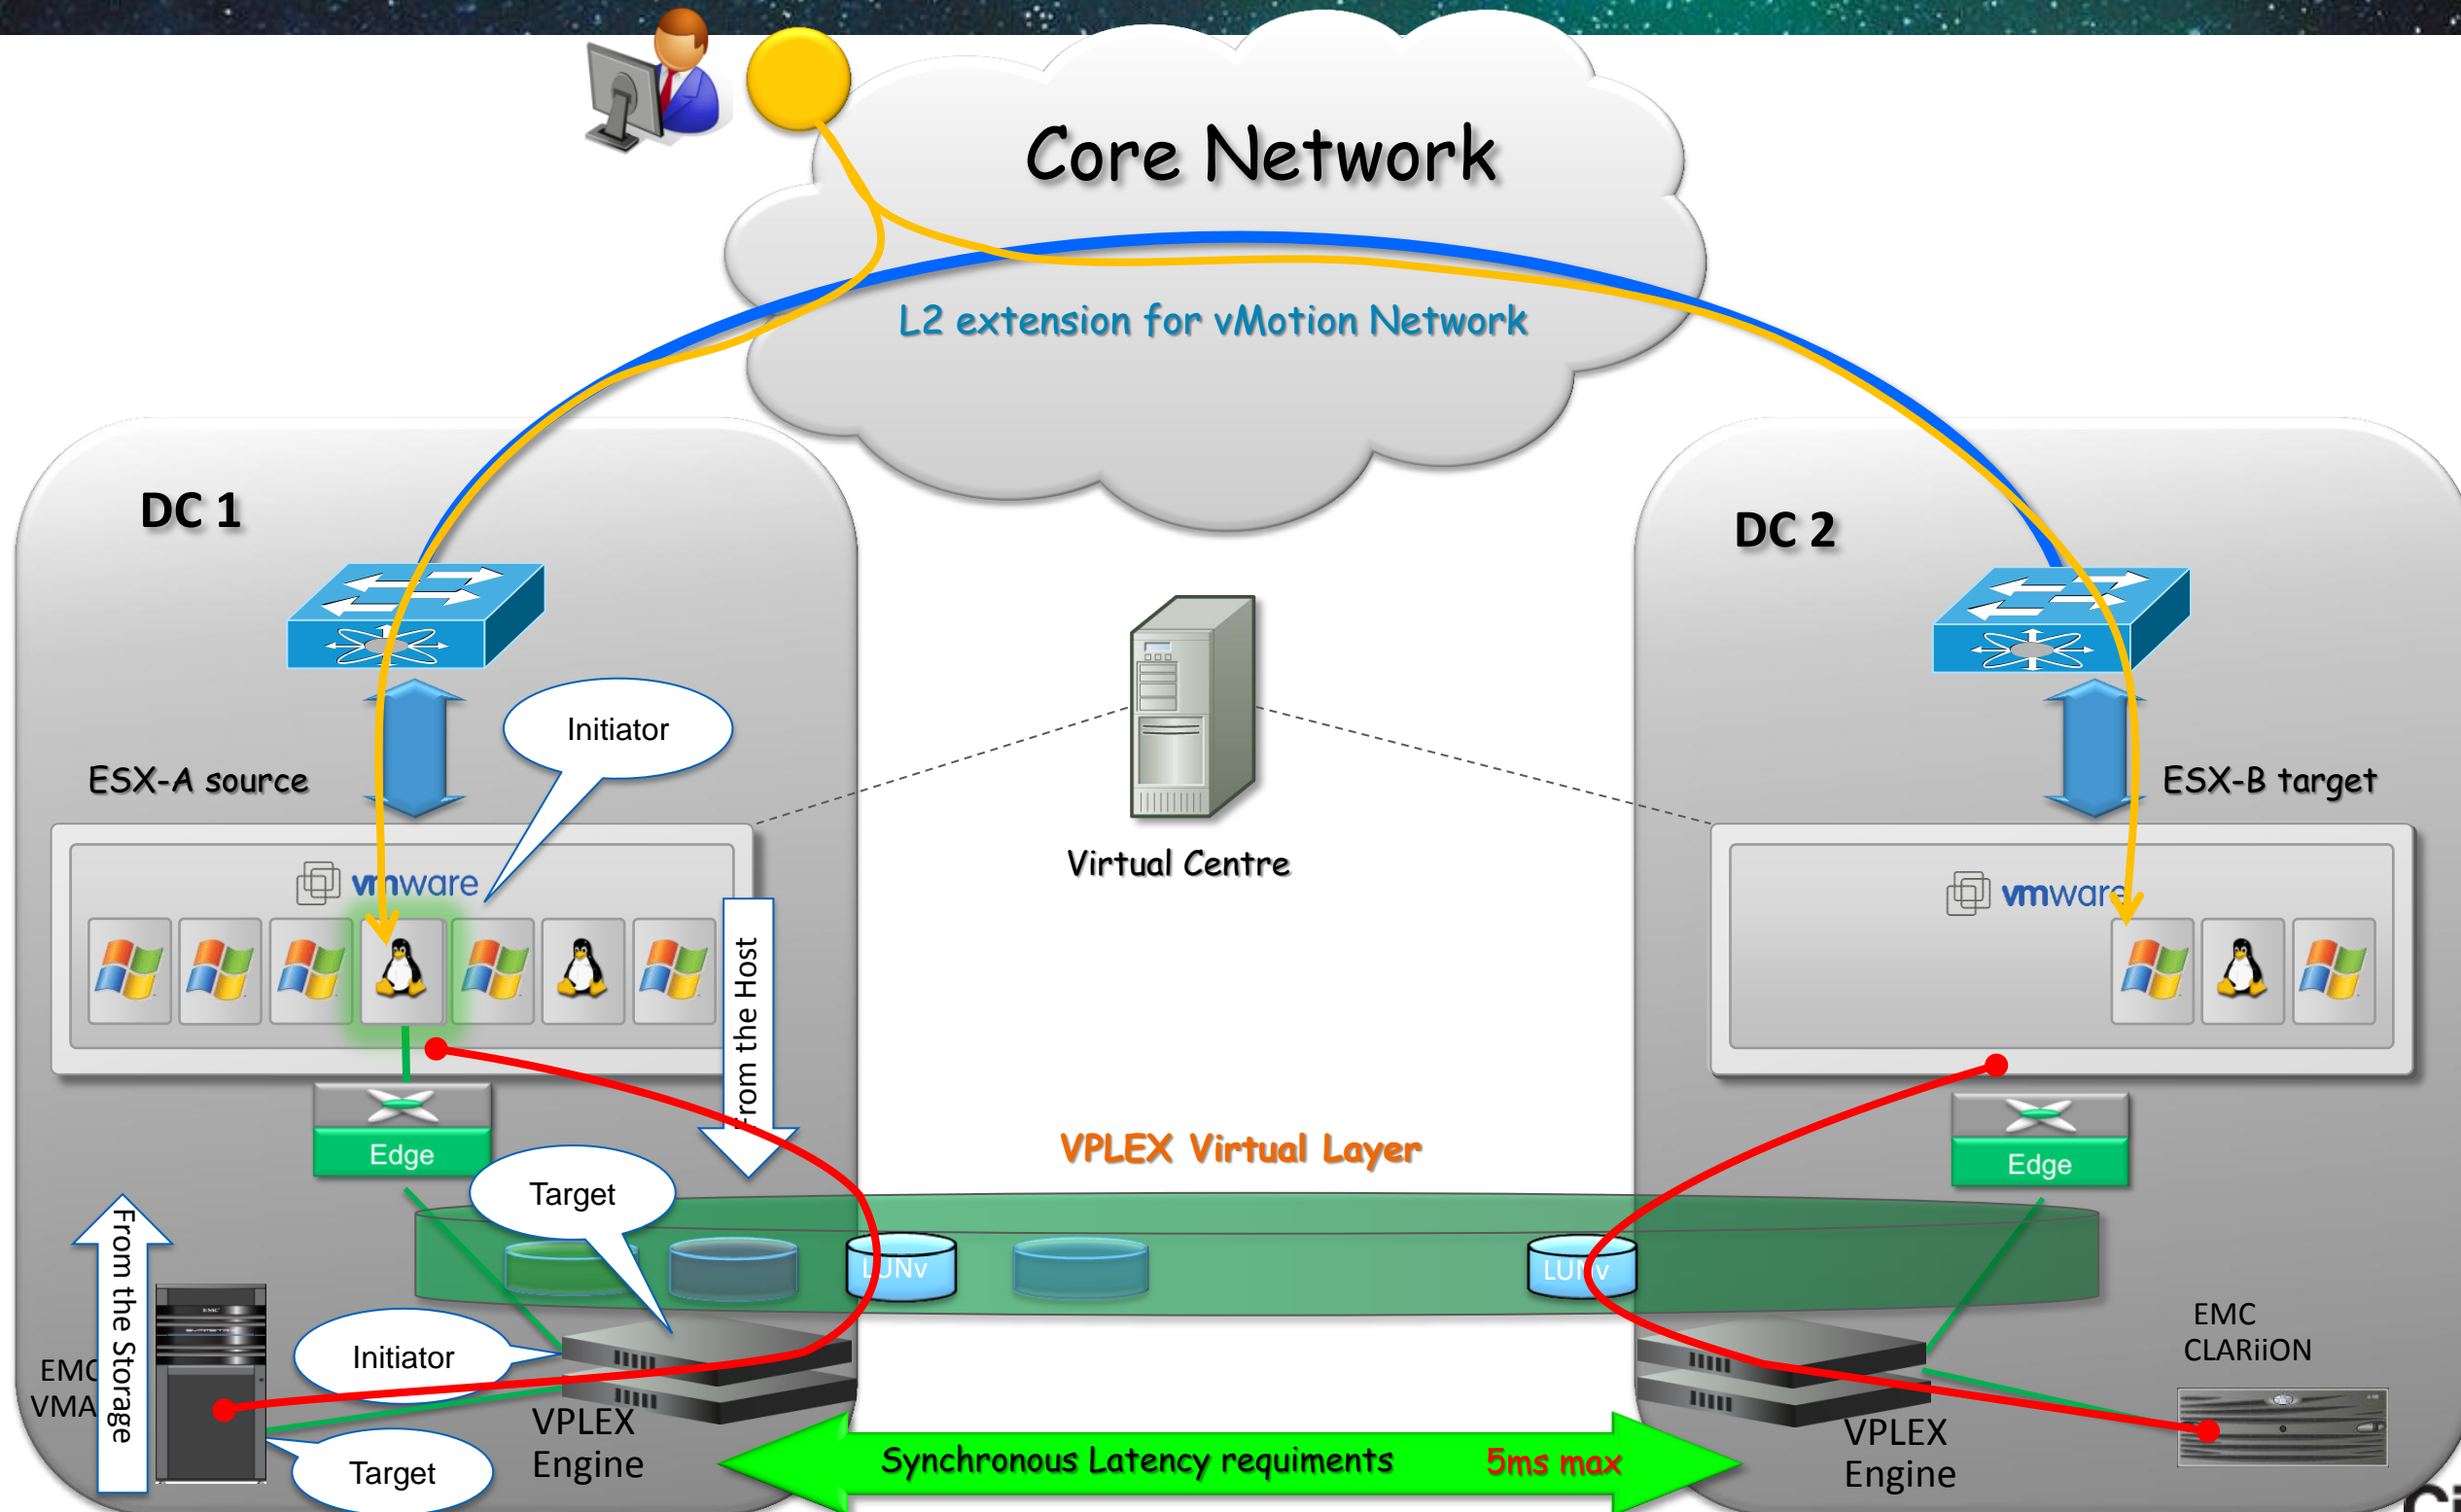 Core Network
L2 extension for vMotion Network
DC 1
DC 2
Initiator
ESX-A source
ESX-B target
Virtual Centre
vmware
vmware
From the Host
Edge
Edge
VPLEX Virtual Layer
Target
LUNv
LUNv
From the Storage
Initiator
EMC
EMC
CLARiiON
VMA
VPLEX
Engine
VPLEX
Engine
Target
Synchronous Latency requiments 5ms max